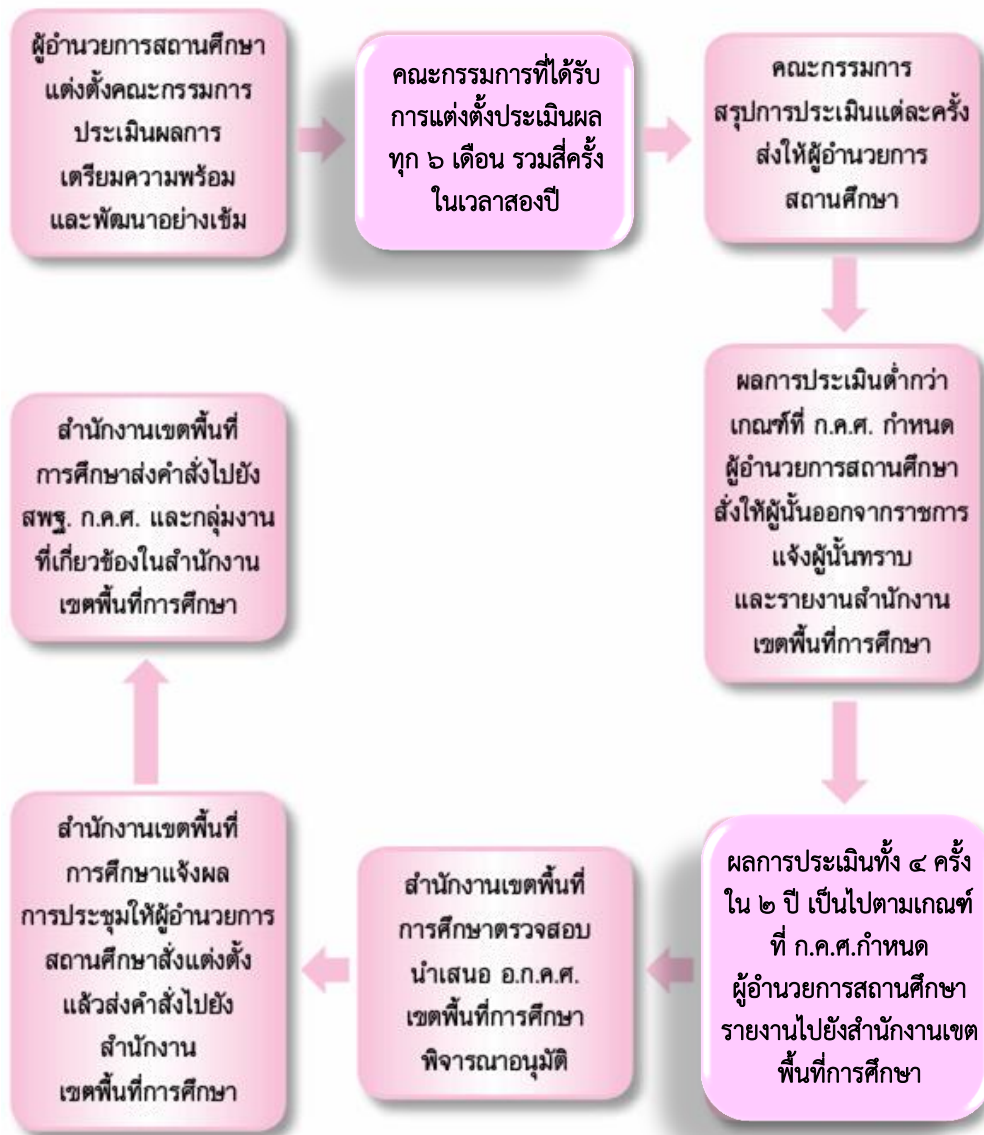 ผู้อำนวยการสถานศึกษา
แต่งตั้งคณะกรรมการ
ประเมินผลการ
เตรียมความพร้อม
และพัฒนาอย่างเข้ม
คณะกรรมการที่ได้รับ
การแต่งตั้งประเมินผล
ทุก ๖ เดือน รวมสี่ครั้ง
ในเวลาสองปี
คณะกรรมการ
สรุปการประเมินแต่ละครั้ง
ส่งให้ผู้อำนวยการ
สถานศึกษา
ผลการประเมินต่ำกว่า
เกณฑ์ที่ ก.ค.ศ. กำหนด
ผู้อำนวยการสถานศึกษา
สั่งให้ผู้นั้นออกจากราชการ
แจ้งผู้นั้นทราบ
และรายงานสำนักงาน
เขตพื้นที่การศึกษา
ผลการประเมินทั้ง ๔ ครั้ง
ใน ๒ ปี เป็นไปตามเกณฑ์
ที่ ก.ค.ศ.กำหนด
ผู้อำนวยการสถานศึกษา
รายงานไปยังสำนักงานเขต
พื้นที่การศึกษา
สำนักงานเขตพื้นที่
การศึกษาตรวจสอบ
นำเสนอ อ.ก.ค.ศ.
เขตพื้นที่การศึกษา
พิจารณาอนุมัติ
สำนักงานเขตพื้นที่
การศึกษาแจ้งผล
การประชุมให้ผู้อำนวยการ
สถานศึกษาสั่งแต่งตั้ง
แล้วส่งคำสั่งไปยัง
สำนักงาน
เขตพื้นที่การศึกษา
สำนักงานเขตพื้นที่
การศึกษาส่งคำสั่งไปยัง
สพฐ. ก.ค.ศ. และกลุ่มงาน
ที่เกี่ยวข้องในสำนักงาน
เขตพื้นที่การศึกษา